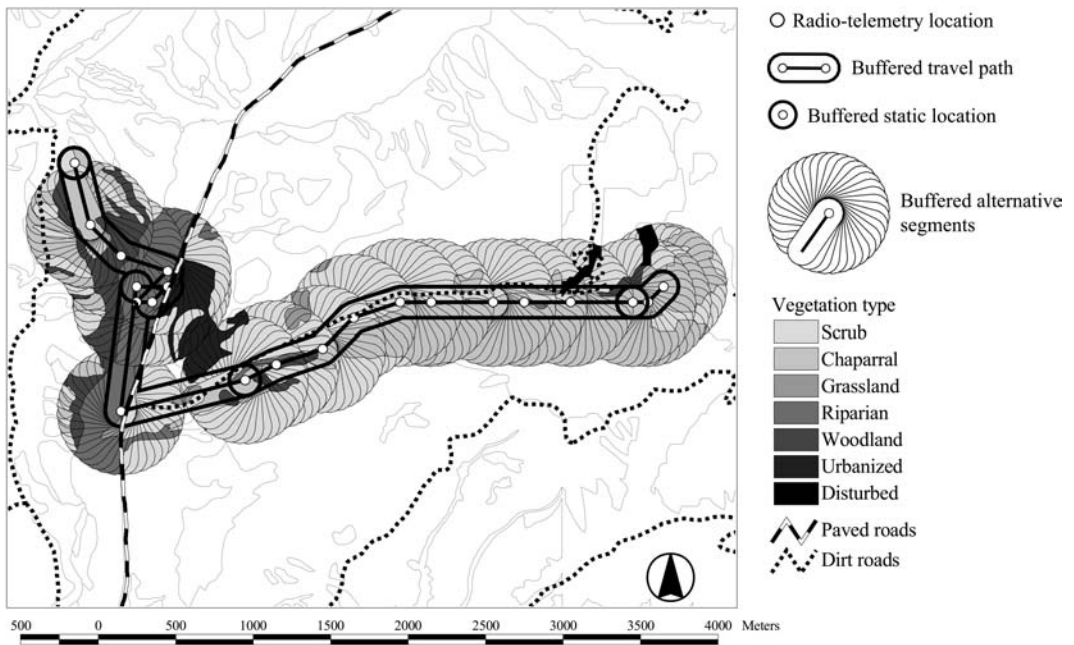 Radio-telemetry location
Buffered travel path
Buffered static location
Buffered alternative
segments
Vegetation type
Scrub
Chaparral
Grassland
Riparian
Woodland
Urbanized
Disturbed
Paved roads
Dirt roads
500 0 500 1000 1500 2000 2500 3000 3500 4000 Meters